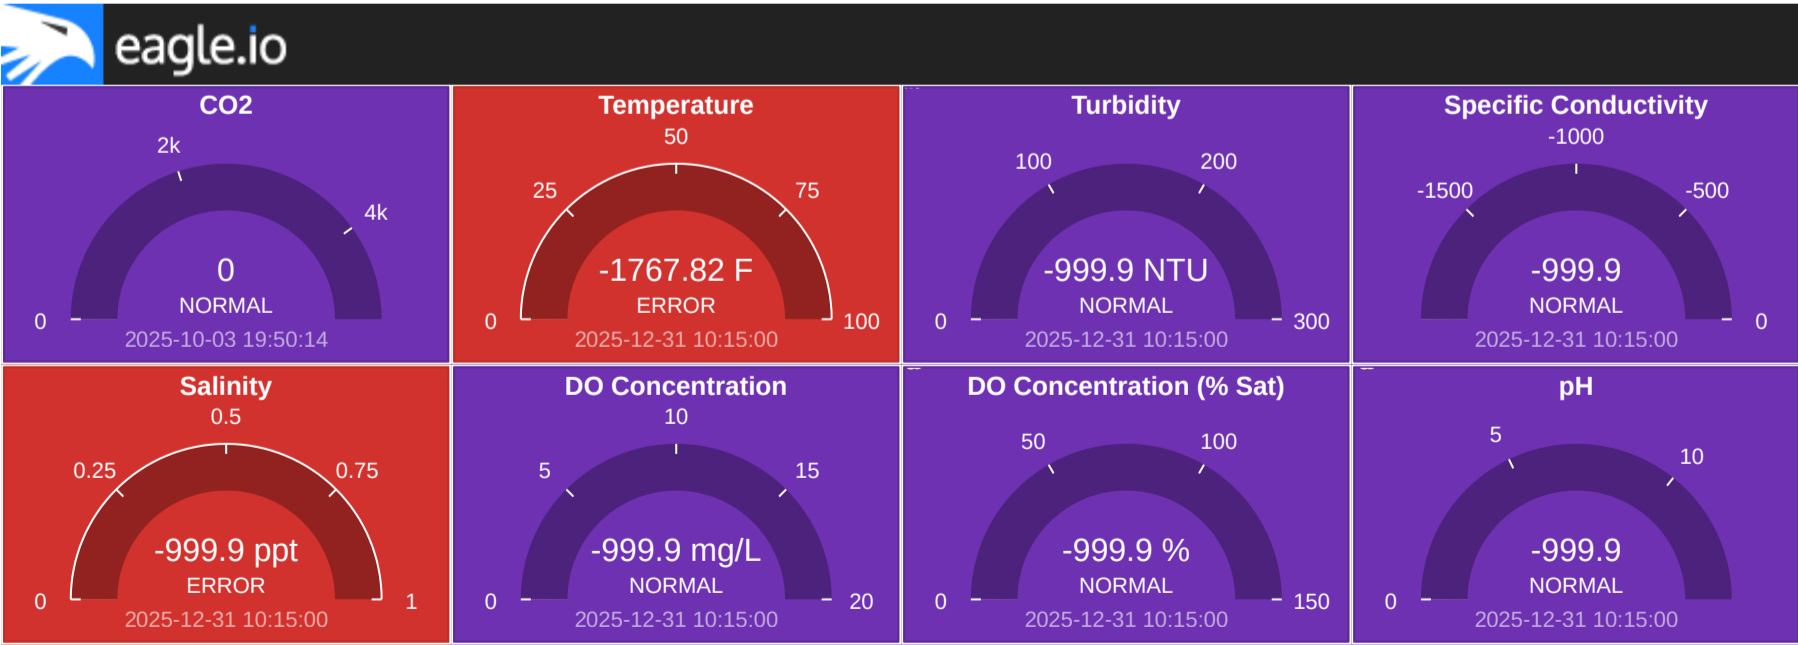 eagle.io
CO2
2k
4k
0
NORMAL
0
2025-10-03 19:50:14
Temperature
50
25
75
-1767.82 F
ERROR
0
100
2025-12-31 10:15:00
Turbidity
100
200
-999.9 NTU
NORMAL
0
300
2025-12-31 10:15:00
Specific Conductivity
-1000
-1500
-500
-999.9
NORMAL
0
2025-12-31 10:15:00
Salinity
0.5
0.25
0.75
-999.9 ppt
ERROR
0
1
2025-12-31 10:15:00
DO Concentration
10
5
15
-999.9 mg/L
NORMAL
0
20
2025-12-31 10:15:00
DO Concentration (% Sat)
50
100
-999.9 %
NORMAL
0
150
2025-12-31 10:15:00
pH
5
10
-999.9
NORMAL
0
2025-12-31 10:15:00